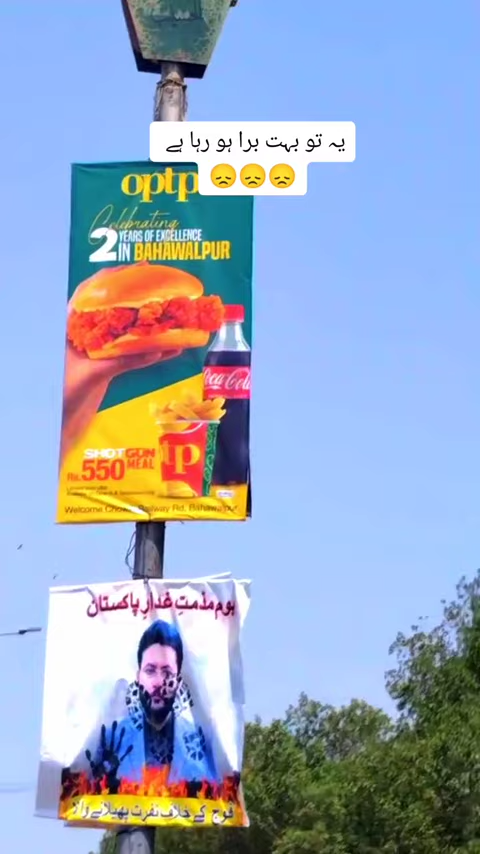 یہ تو بہت برا ہو رہا ہے
optp
Celebrating
2 YEARS OF EXCELLENCE
IN BAHAWALPUR
Coca-Cola
SHOTGUN
MEAL
Rs.550
Welcome Chowk, Railway Rd, Bahawalpur
یوم مذمتِ غدارِ پاکستان
فوج کے خلاف نفرت پھیلانے والا